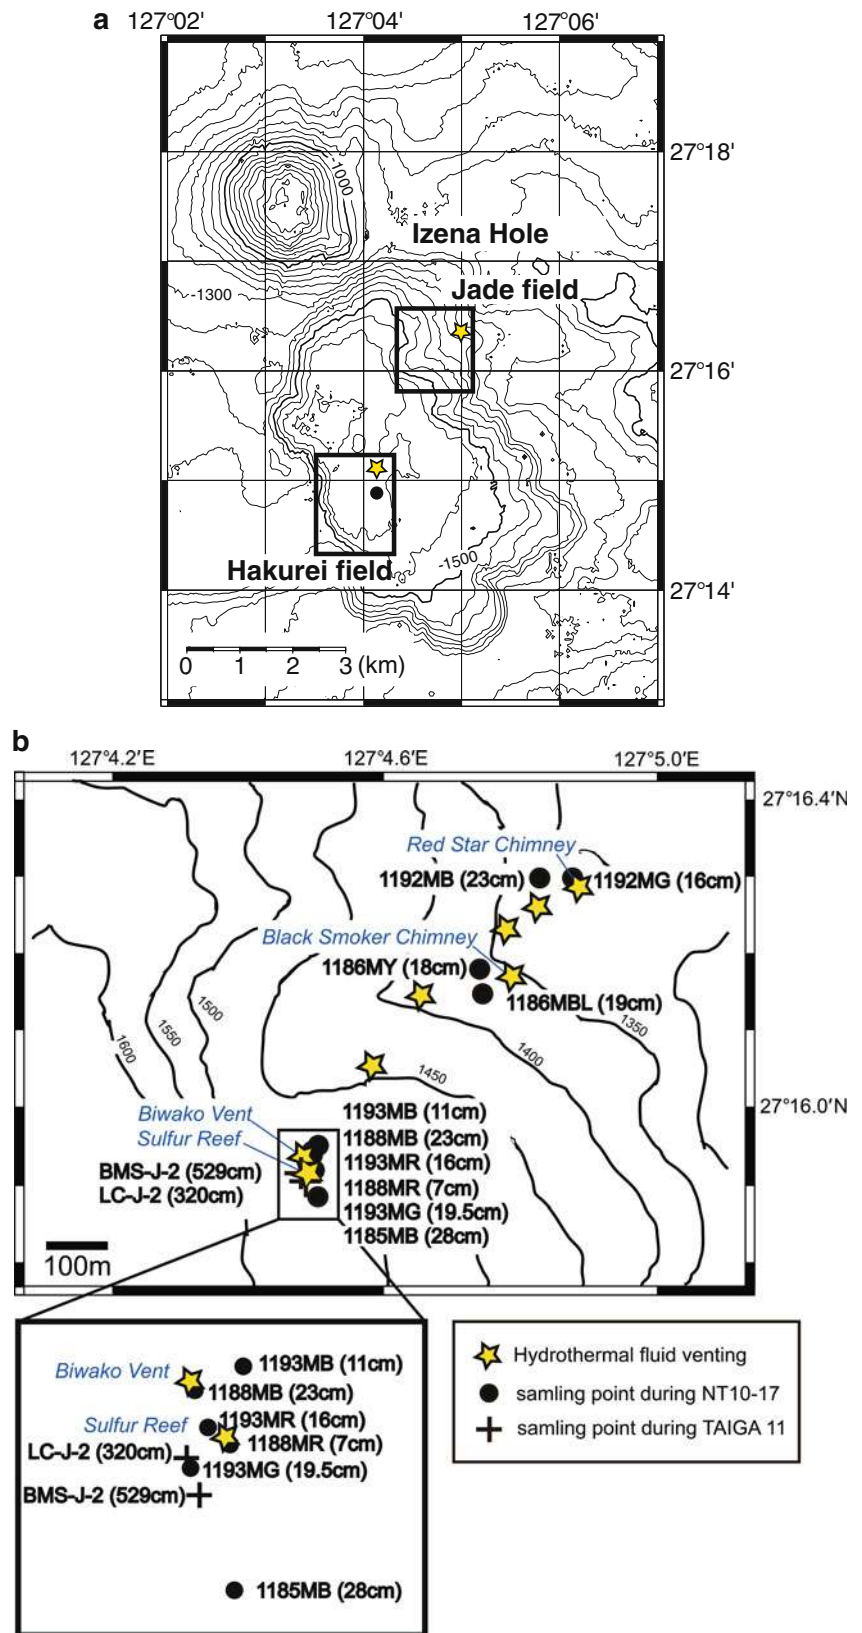 a
127°02' 127°04' 127°06'
27°18'
-1000
Izena Hole
Jade field
-1300
27°16'
-1500
Hakurei field
27°14'
0 1 2 3 (km)
b
127°4.2'E 127°4.6'E 127°5.0'E
27°16.4'N
Red Star Chimney
1192MB (23cm) 1192MG (16cm)
Black Smoker Chimney
1186MY (18cm)
1186MBL (19cm)
1600
1550
1500
1350
1400
1450
27°16.0'N
Biwako Vent
Sulfur Reef
BMS-J-2 (529cm)
LC-J-2 (320cm)
1193MB (11cm)
1188MB (23cm)
1193MR (16cm)
1188MR (7cm)
1193MG (19.5cm)
1185MB (28cm)
100m
Biwako Vent
1193MB (11cm)
1188MB (23cm)
Sulfur Reef
1193MR (16cm)
1188MR (7cm)
LC-J-2 (320cm)
1193MG (19.5cm)
BMS-J-2 (529cm)
1185MB (28cm)
Hydrothermal fluid venting
samling point during NT10-17
samling point during TAIGA 11